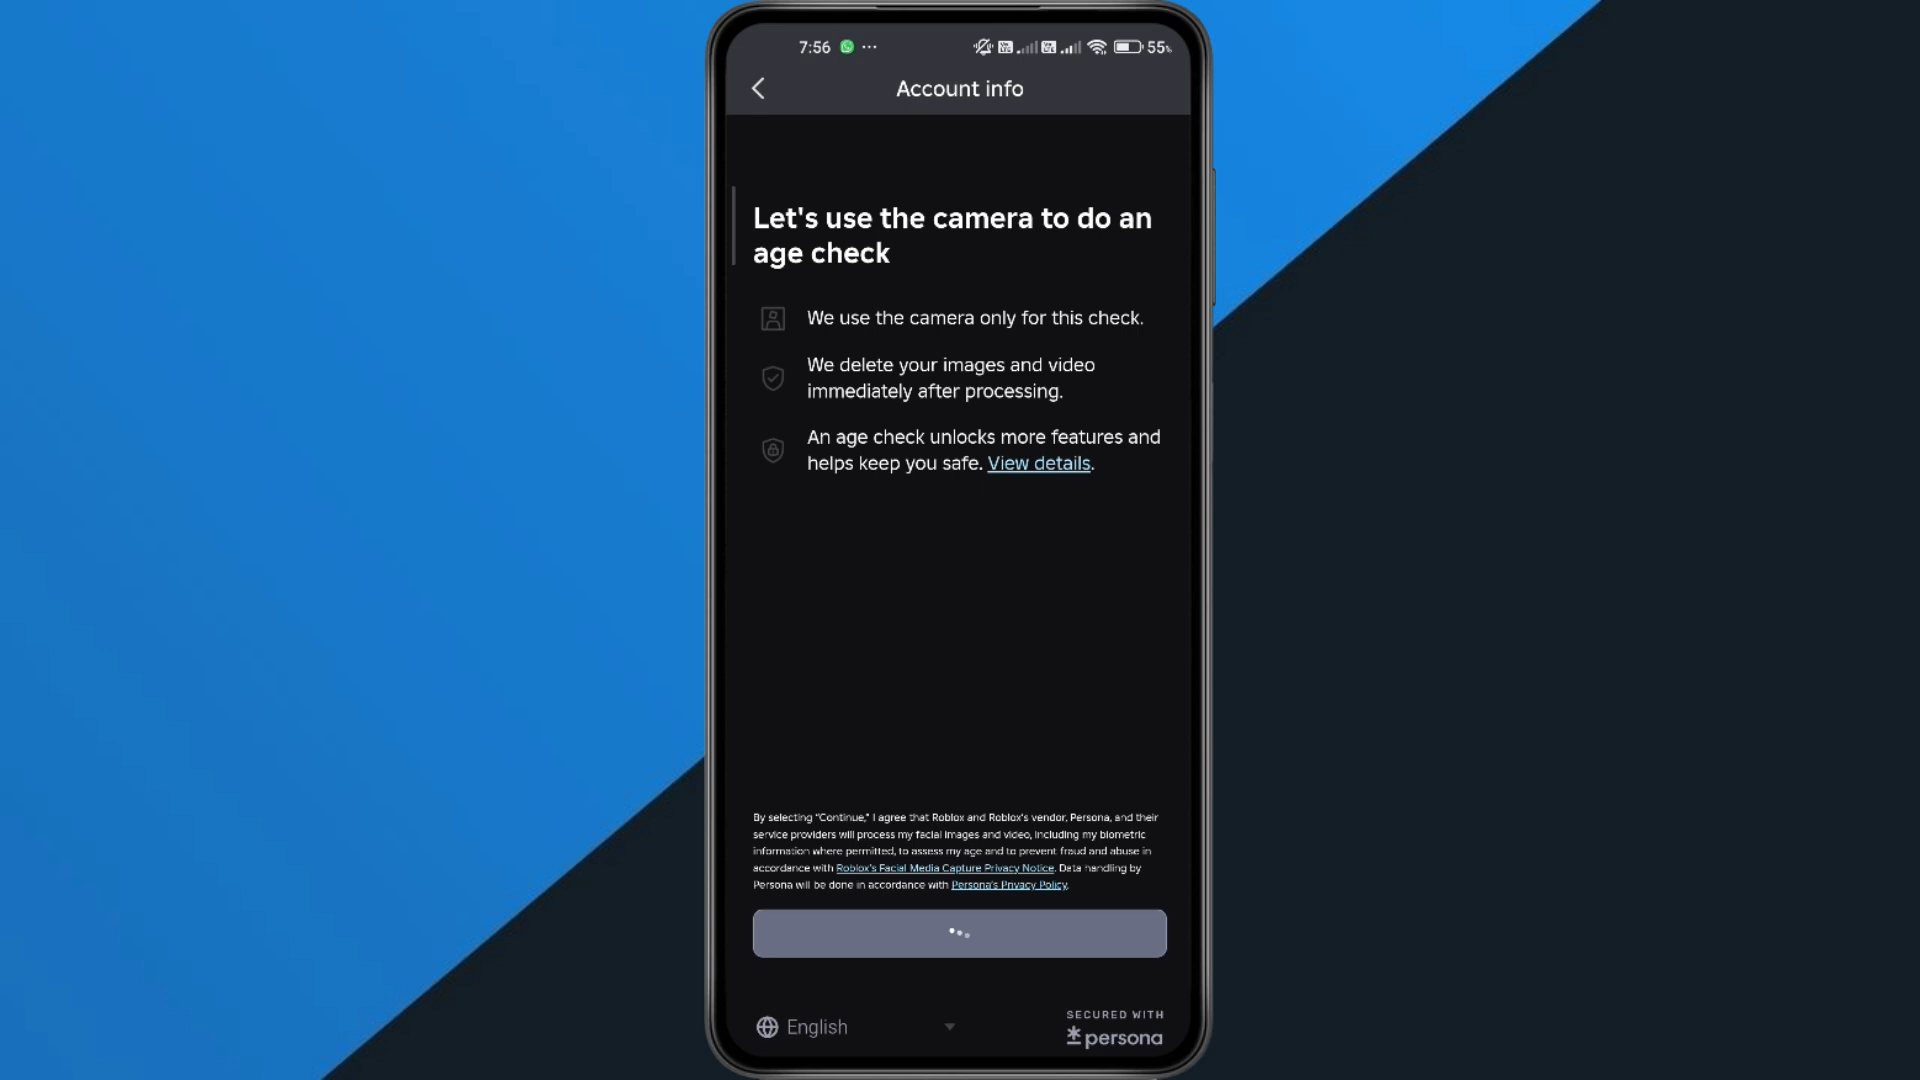 7:56 55%
Account info
Let's use the camera to do an
age check
We use the camera only for this check.
We delete your images and video
immediately after processing.
An age check unlocks more features and
helps keep you safe. View details.
By selecting "Continue," I agree that Roblox and Roblox's vendor, Persona, and their
service providers will process my facial images and video, including my biometric
information where permitted, to assess my age and to prevent fraud and abuse in
accordance with Roblox's Facial Media Capture Privacy Notice. Data handling by
Persona will be done in accordance with Persona's Privacy Policy.
English
SECURED WITH
persona